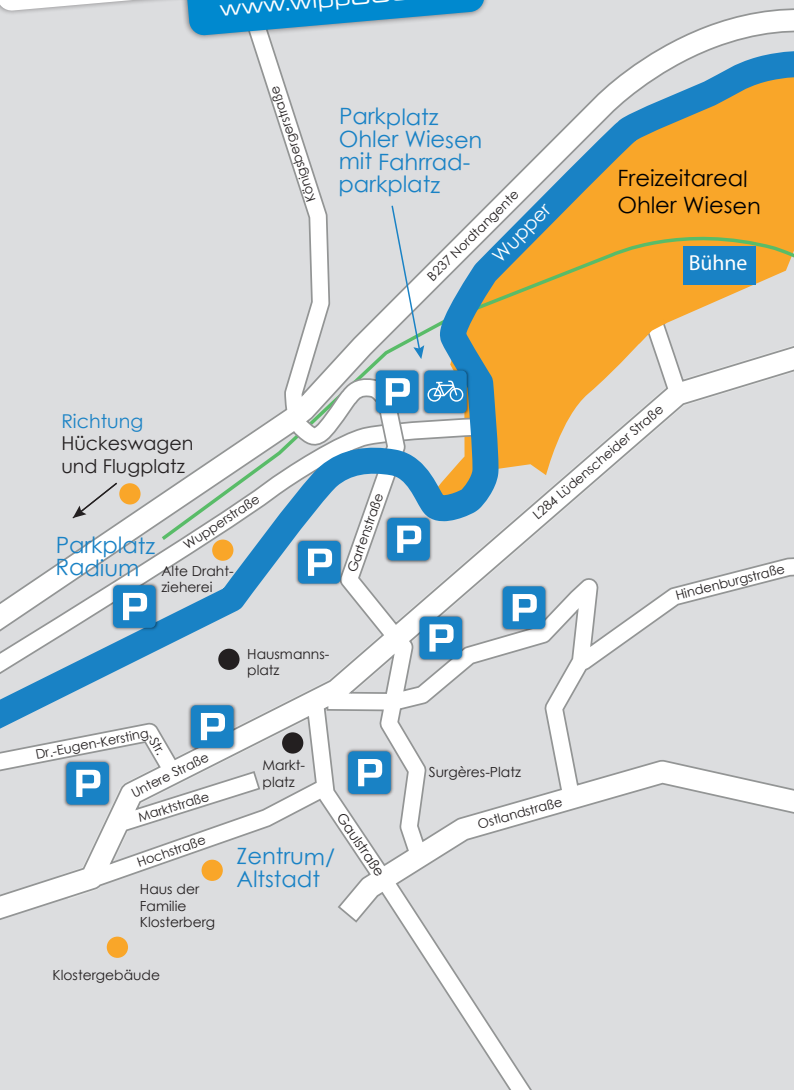 Königsbergerstraße
Parkplatz
Ohler Wiesen
mit Fahrrad-
parkplatz
B237 Nordtangente
Wupper
Freizeitareal
Ohler Wiesen
Bühne
P
Richtung
Hückeswagen
und Flugplatz
Wupperstraße
L284 Lüdenscheider Straße
Parkplatz
Radium
P
Alte Draht-
zieherei
P
Gartenstraße
P
P
P
Hindenburgstraße
Hausmanns-
platz
P
Dr.-Eugen-Kersting.Str.
P
Untere Straße
Markt-
platz
P
Surgères-Platz
Marktstraße
Hochstraße
Gaulstraße
Ostlandstraße
Zentrum/
Altstadt
Haus der
Familie
Klosterberg
Klostergebäude